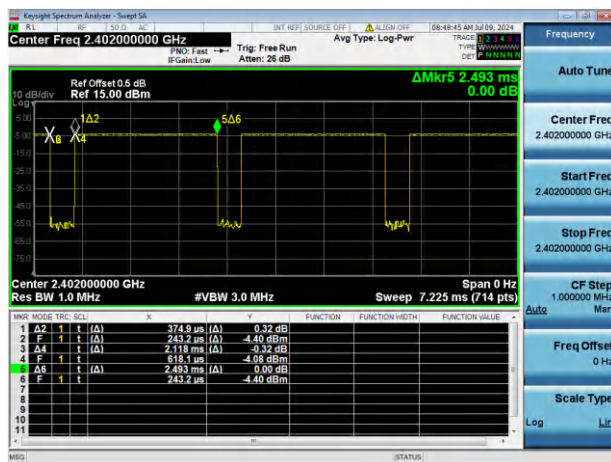 Keysight Spectrum Analyzer - Swept SA
RL RF 50 Ω AC INT REF SOURCE OFF ALIGN OFF 08:48:45 AM Jul 09, 2024
Center Freq 2.402000000 GHz
PNO: Fast
IFGain:Low
Trig: Free Run
Atten: 26 dB
Avg Type: Log-Pwr
TRACE 1 2 3 4 5 6
TYPE WWWWWW
DET P N N N N N
Ref Offset 0.5 dB
10 dB/div Ref 15.00 dBm
Log
ΔMkr5 2.493 ms
0.00 dB
5.00
-5.00
-15.0
-25.0
-35.0
-45.0
-55.0
-65.0
-75.0
1Δ2
5Δ6
Center 2.402000000 GHz
Res BW 1.0 MHz
#VBW 3.0 MHz
Span 0 Hz
Sweep 7.225 ms (714 pts)
MKR MODE TRC SCL X Y FUNCTION FUNCTION WIDTH FUNCTION VALUE
1 Δ2 1 t (Δ) 374.9 µs (Δ) 0.32 dB
2 F 1 t 243.2 µs -4.40 dBm
3 Δ4 1 t (Δ) 2.118 ms (Δ) -0.32 dB
4 F 1 t 618.1 µs -4.08 dBm
5 Δ6 1 t (Δ) 2.493 ms (Δ) 0.00 dB
6 F 1 t 243.2 µs -4.40 dBm
7
8
9
10
11
MSG STATUS
Frequency
Auto Tune
Center Freq
2.402000000 GHz
Start Freq
2.402000000 GHz
Stop Freq
2.402000000 GHz
CF Step
1.000000 MHz
Auto Man
Freq Offset
0 Hz
Scale Type
Log Lin